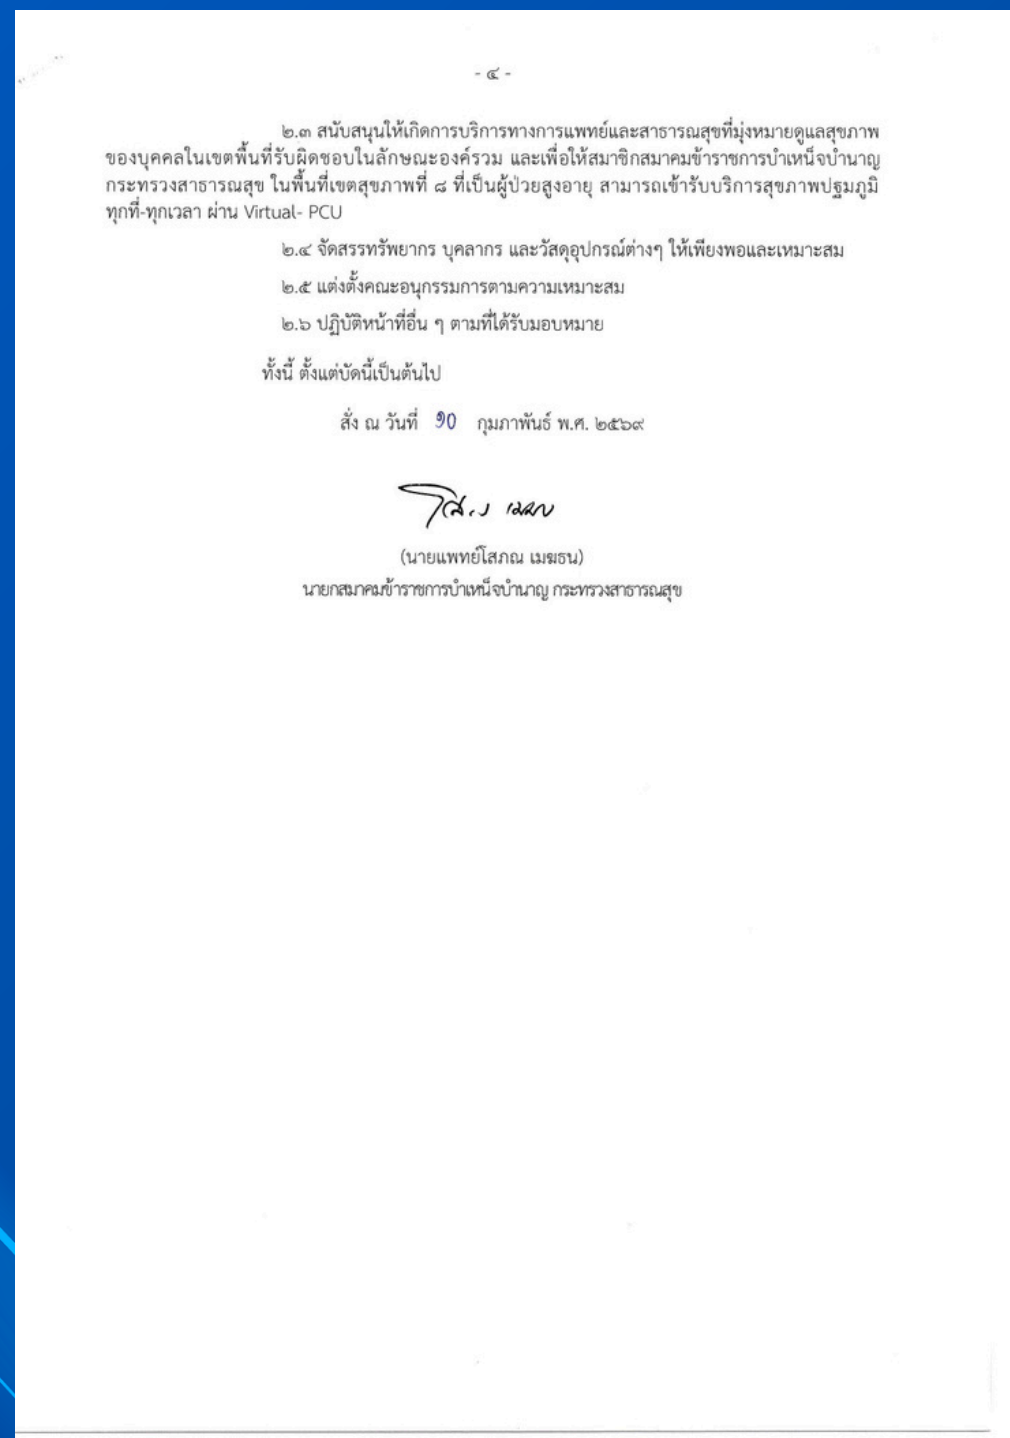 - ๔ -
๒.๓ สนับสนุนให้เกิดการบริการทางการแพทย์และสาธารณสุขที่มุ่งหมายดูแลสุขภาพ
ของบุคคลในเขตพื้นที่รับผิดชอบในลักษณะองค์รวม และเพื่อให้สมาชิกสมาคมข้าราชการบำเหน็จบำนาญ
กระทรวงสาธารณสุข ในพื้นที่เขตสุขภาพที่ ๘ ที่เป็นผู้ป่วยสูงอายุ สามารถเข้ารับบริการสุขภาพปฐมภูมิ
ทุกที่-ทุกเวลา ผ่าน Virtual- PCU
๒.๔ จัดสรรทรัพยากร บุคลากร และวัสดุอุปกรณ์ต่างๆ ให้เพียงพอและเหมาะสม
๒.๕ แต่งตั้งคณะอนุกรรมการตามความเหมาะสม
๒.๖ ปฏิบัติหน้าที่อื่น ๆ ตามที่ได้รับมอบหมาย
ทั้งนี้ ตั้งแต่บัดนี้เป็นต้นไป
สั่ง ณ วันที่ ๑๐ กุมภาพันธ์ พ.ศ. ๒๕๖๙
(นายแพทย์โสภณ เมฆธน)
นายกสมาคมข้าราชการบำเหน็จบำนาญ กระทรวงสาธารณสุข